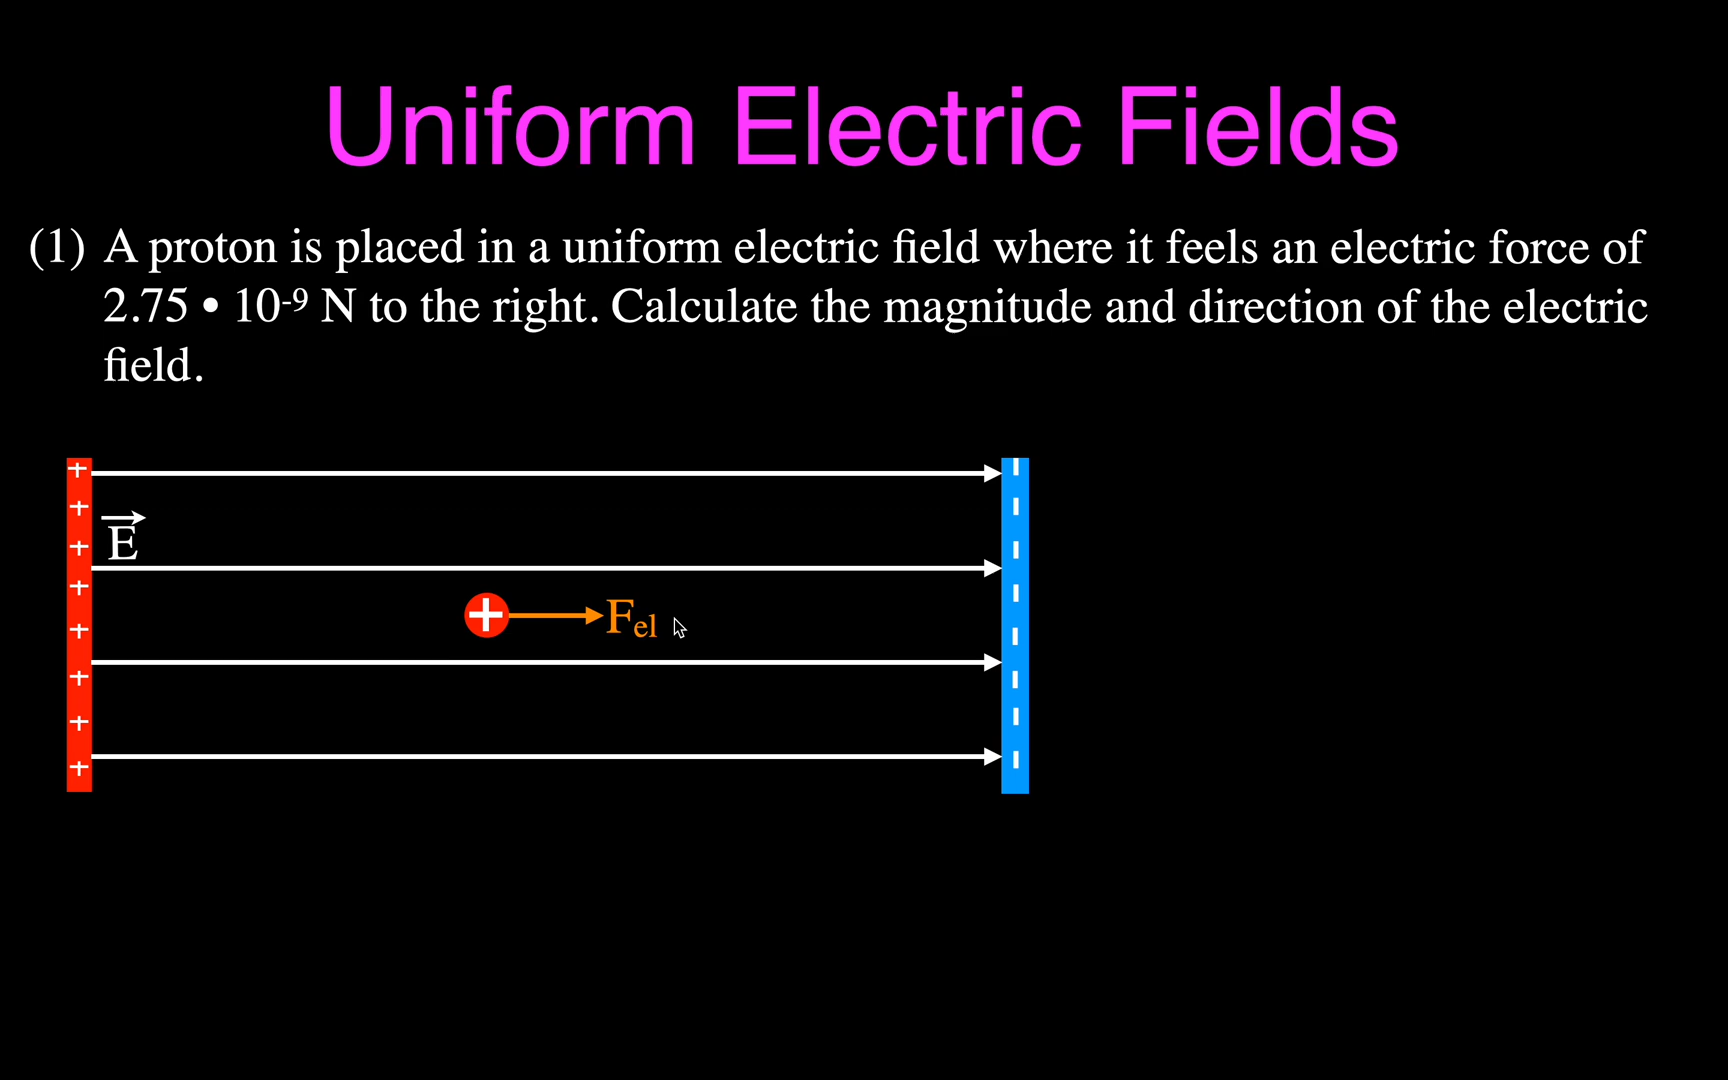 Uniform Electric Fields
(1) A proton is placed in a uniform electric field where it feels an electric force of
2.75 • 10⁻⁹ N to the right. Calculate the magnitude and direction of the electric
field.
+ + + + + + + +
E
+
Fel
- - - - - - - -